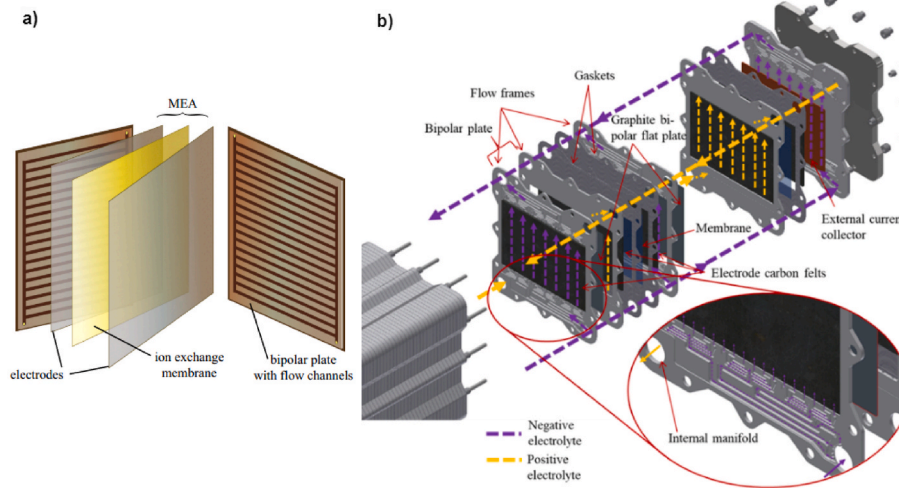 a)
MEA
electrodes
ion exchange
membrane
bipolar plate
with flow channels
b)
Flow frames
Bipolar plate
Gaskets
Graphite bi-
polar flat plate
Membrane
Electrode carbon felts
External curren
collector
Internal manifold
Negative
electrolyte
Positive
electrolyte